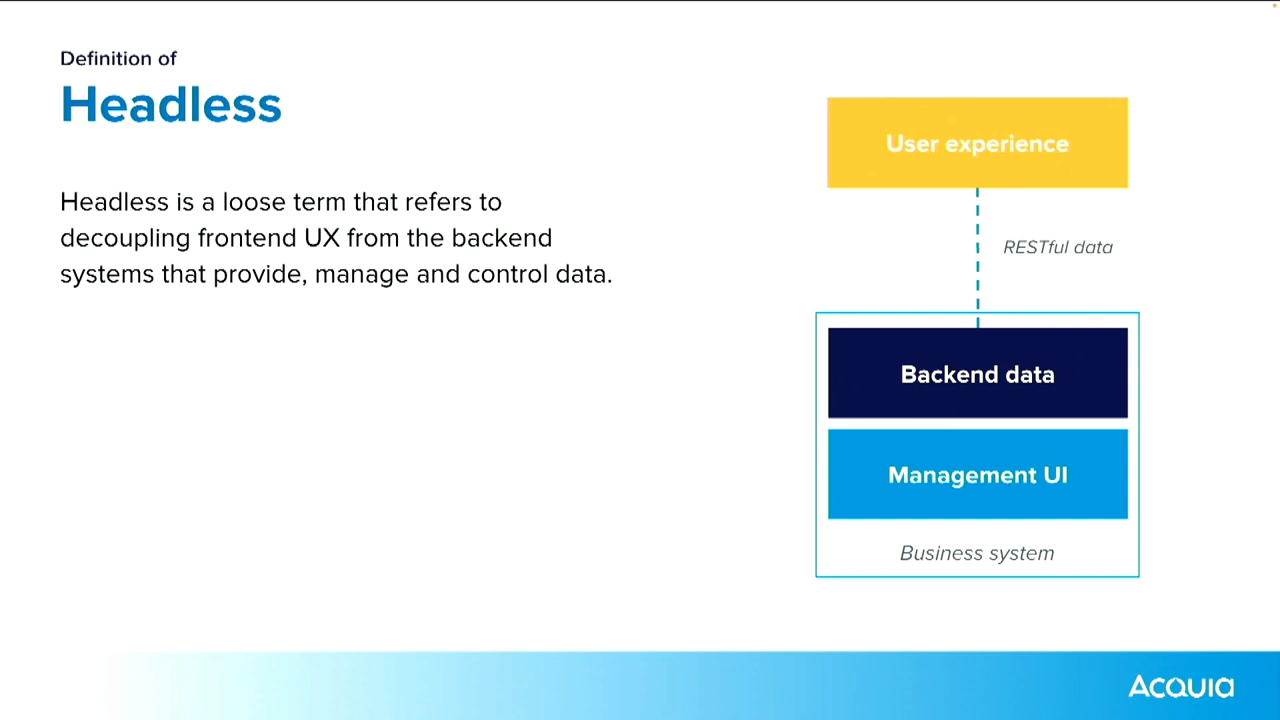 Definition of
Headless
Headless is a loose term that refers to
decoupling frontend UX from the backend
systems that provide, manage and control data.
User experience
RESTful data
Backend data
Management UI
Business system
Acquia